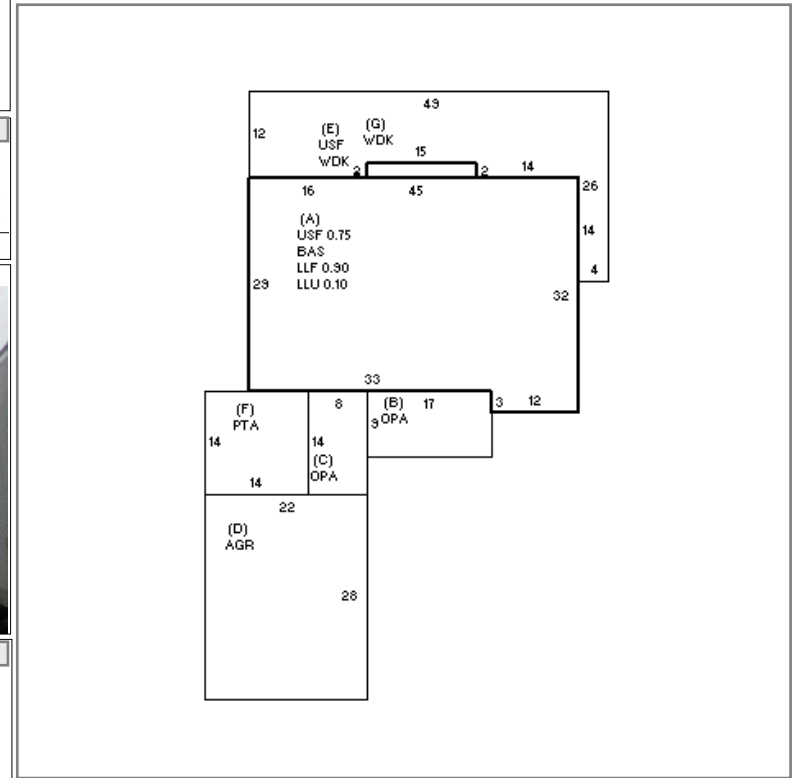 49
12
(E)
USF
WDK
(G)
WDK
15
2
2
14
26
16
45
(A)
USF 0.75
BAS
LLF 0.90
LLU 0.10
14
4
29
32
33
8
(B)
OPA
17
3
12
(F)
PTA
9
14
14
(C)
OPA
14
22
(D)
AGR
28